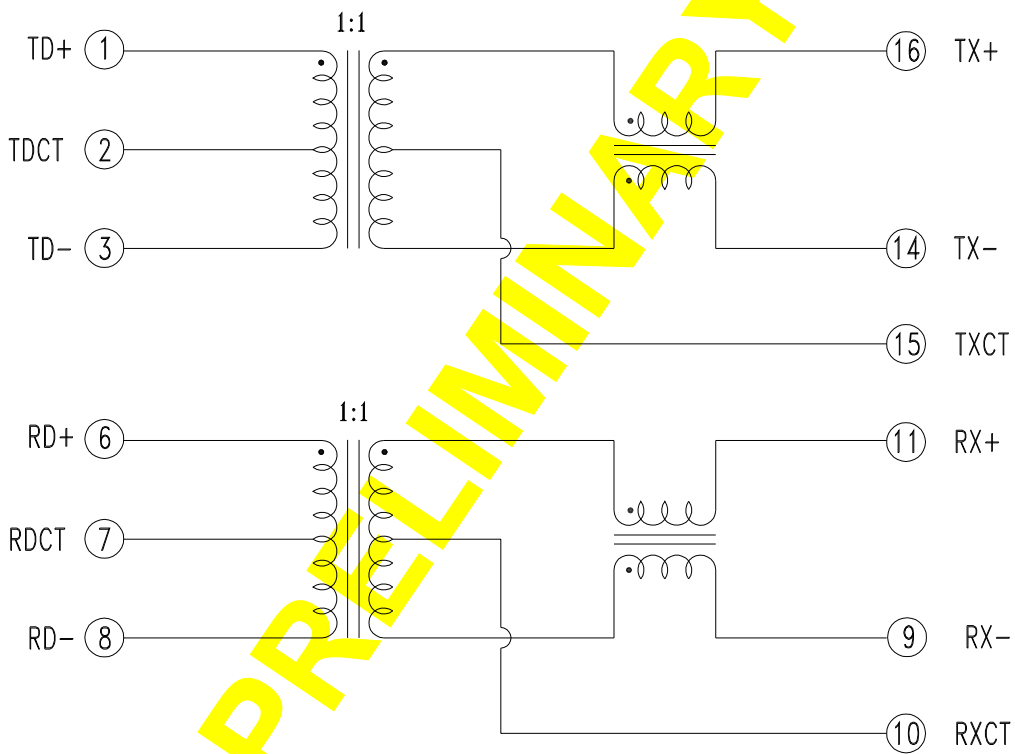 1:1
TD+ 1
16 TX+
TDCT 2
TD- 3
14 TX-
15 TXCT
1:1
RD+ 6
11 RX+
RDCT 7
RD- 8
9 RX-
10 RXCT
PRELIMINARY